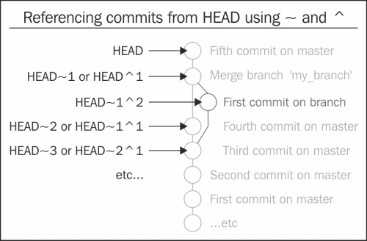 Referencing commits from HEAD using ~ and ^
HEAD Fifth commit on master
HEAD~1 or HEAD^1 Merge branch 'my_branch'
HEAD~1^2 First commit on branch
HEAD~2 or HEAD~1^1 Fourth commit on master
HEAD~3 or HEAD~2^1 Third commit on master
etc... Second commit on master
First commit on master
...etc